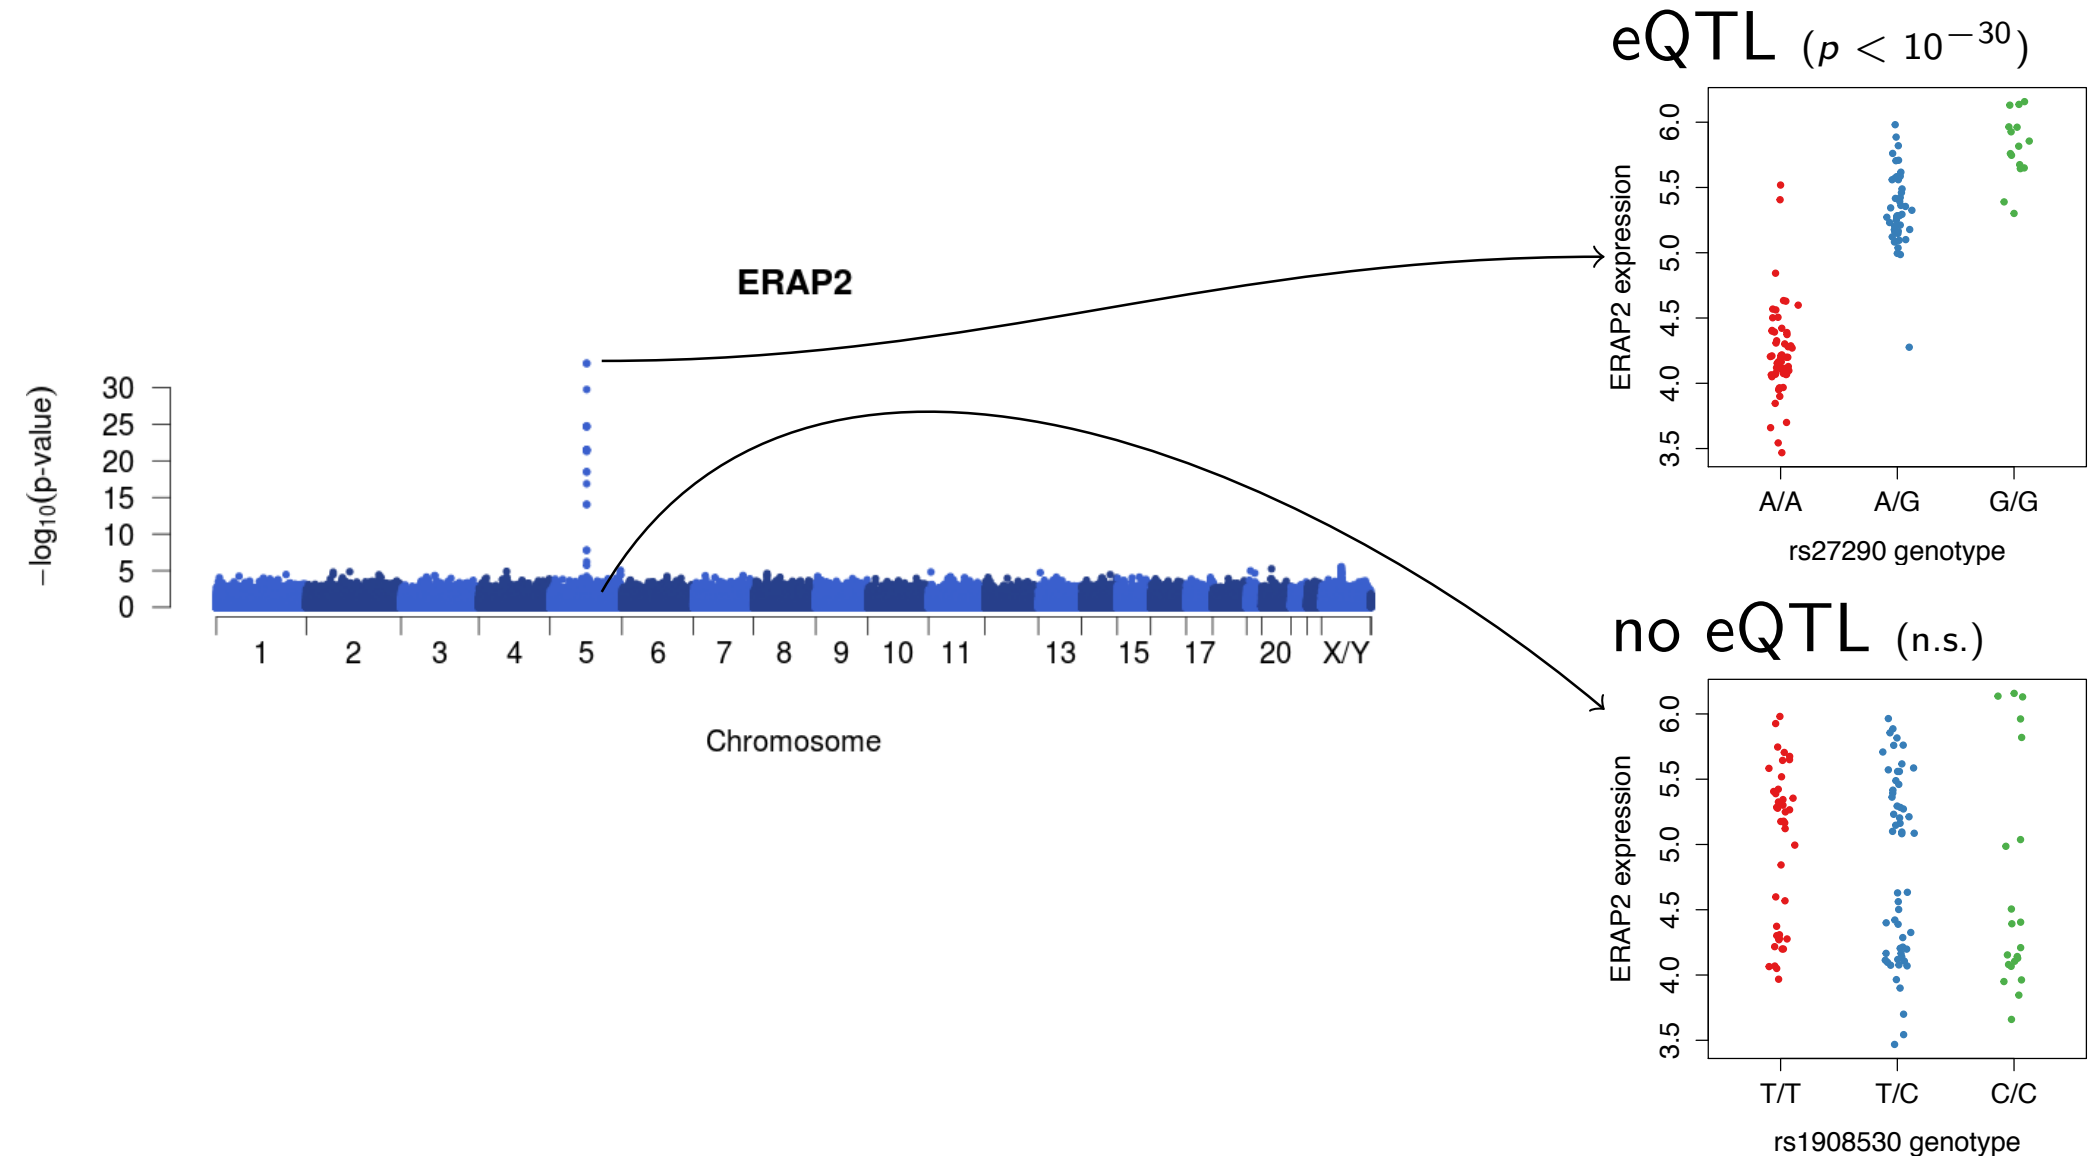 ERAP2
−log10(p-value)
30
25
20
15
10
5
0
1 2 3 4 5 6 7 8 9 10 11 13 15 17 20 X/Y
Chromosome
eQTL (p < 10−30)
ERAP2 expression
6.0
5.5
5.0
4.5
4.0
3.5
A/A A/G G/G
rs27290 genotype
no eQTL (n.s.)
ERAP2 expression
6.0
5.5
5.0
4.5
4.0
3.5
T/T T/C C/C
rs1908530 genotype